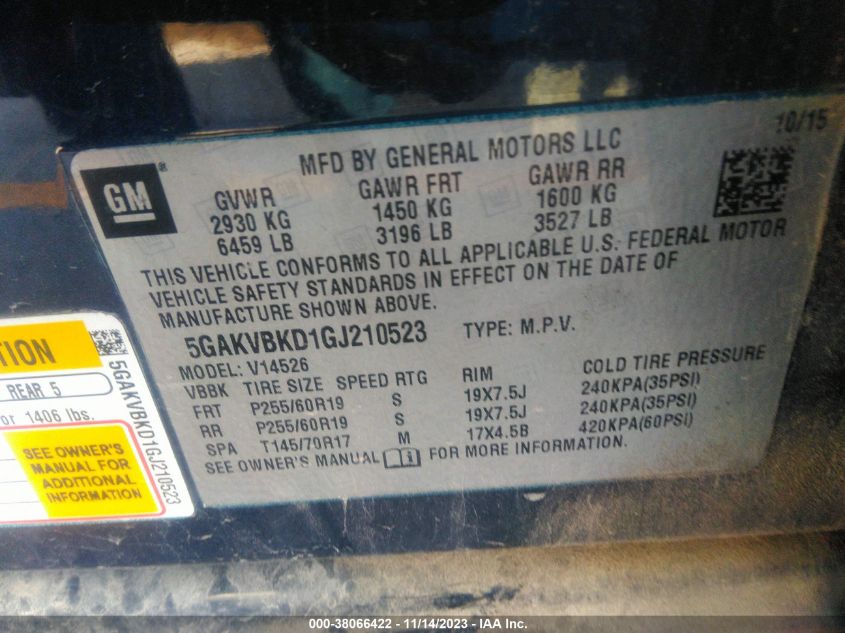 10/15
MFD BY GENERAL MOTORS LLC
GM ®
GVWR GAWR FRT GAWR RR
2930 KG 1450 KG 1600 KG
6459 LB 3196 LB 3527 LB
THIS VEHICLE CONFORMS TO ALL APPLICABLE U.S. FEDERAL MOTOR
VEHICLE SAFETY STANDARDS IN EFFECT ON THE DATE OF
MANUFACTURE SHOWN ABOVE.
5GAKVBKD1GJ210523 TYPE: M.P.V.
MODEL: V14526
VBBK TIRE SIZE SPEED RTG RIM COLD TIRE PRESSURE
FRT P255/60R19 S 19X7.5J 240KPA(35PSI)
RR P255/60R19 S 19X7.5J 240KPA(35PSI)
SPA T145/70R17 M 17X4.5B 420KPA(60PSI)
SEE OWNER'S MANUAL FOR MORE INFORMATION.
TION
REAR 5
or 1406 lbs.
SEE OWNER'S
MANUAL FOR
ADDITIONAL
INFORMATION
5GAKVBKD1GJ210523
000-38066422 - 11/14/2023 - IAA Inc.